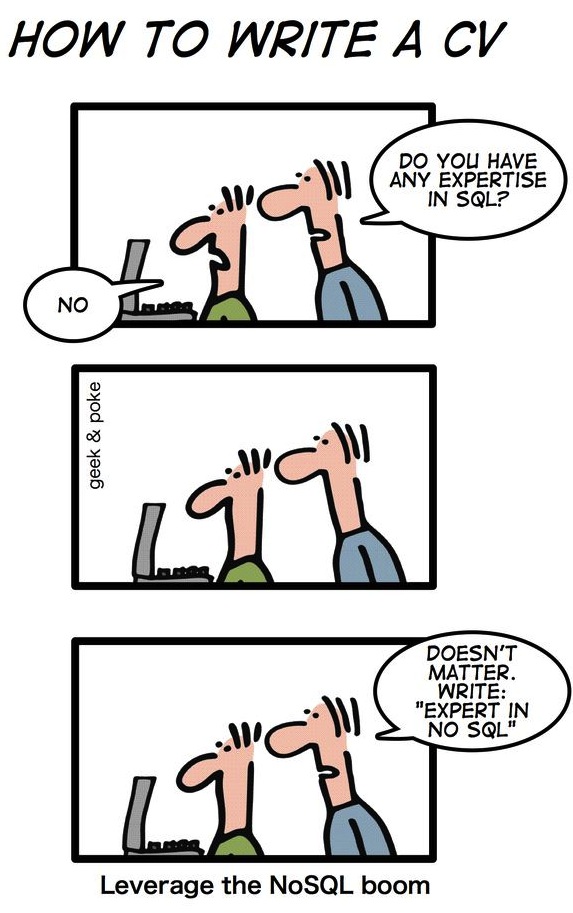 HOW TO WRITE A CV
DO YOU HAVE
ANY EXPERTISE
IN SQL?
NO
geek & poke
DOESN'T
MATTER.
WRITE:
"EXPERT IN
NO SQL"
Leverage the NoSQL boom